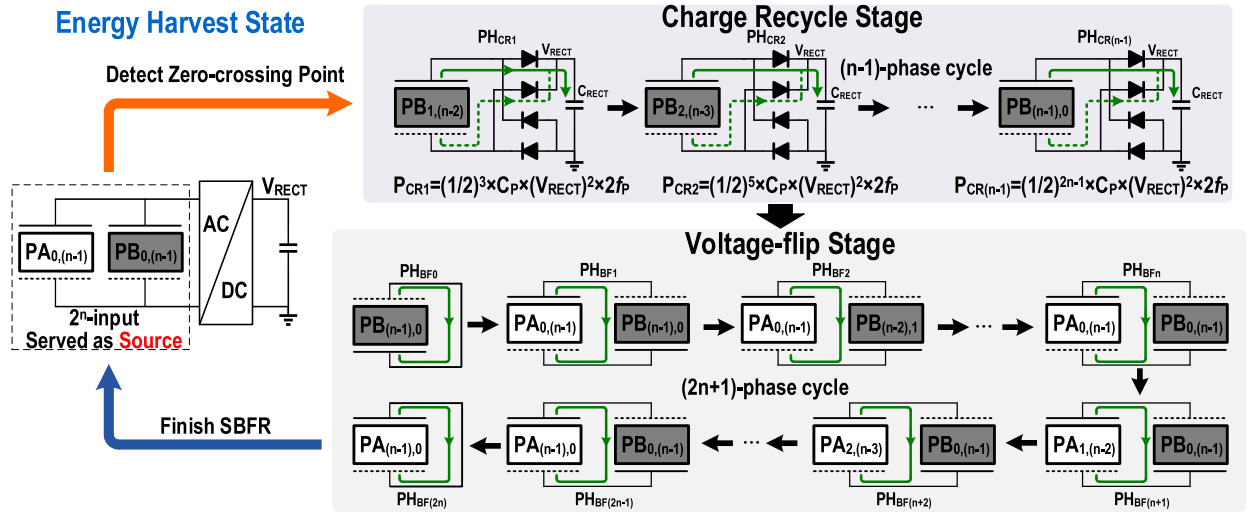 Energy Harvest State
Detect Zero-crossing Point
PA0,(n-1)
PB0,(n-1)
AC
DC
VRECT
2ⁿ-input
Served as Source
Finish SBFR
Charge Recycle Stage
PHCR1
VRECT
PB1,(n-2)
CRECT
PHCR2
VRECT
PB2,(n-3)
CRECT
(n-1)-phase cycle
...
PHCR(n-1)
VRECT
PB(n-1),0
CRECT
PCR1=(1/2)³×CP×(VRECT)²×2fP
PCR2=(1/2)⁵×CP×(VRECT)²×2fP
PCR(n-1)=(1/2)²ⁿ⁻¹×CP×(VRECT)²×2fP
Voltage-flip Stage
PHBF0
PHBF1
PHBF2
PHBFn
PB(n-1),0
PA0,(n-1)
PB(n-1),0
PA0,(n-1)
PB(n-2),1
...
PA0,(n-1)
PB0,(n-1)
(2n+1)-phase cycle
PA(n-1),0
PA(n-1),0
PB0,(n-1)
...
PA2,(n-3)
PB0,(n-1)
PA1,(n-2)
PB0,(n-1)
PHBF(2n)
PHBF(2n-1)
PHBF(n+2)
PHBF(n+1)